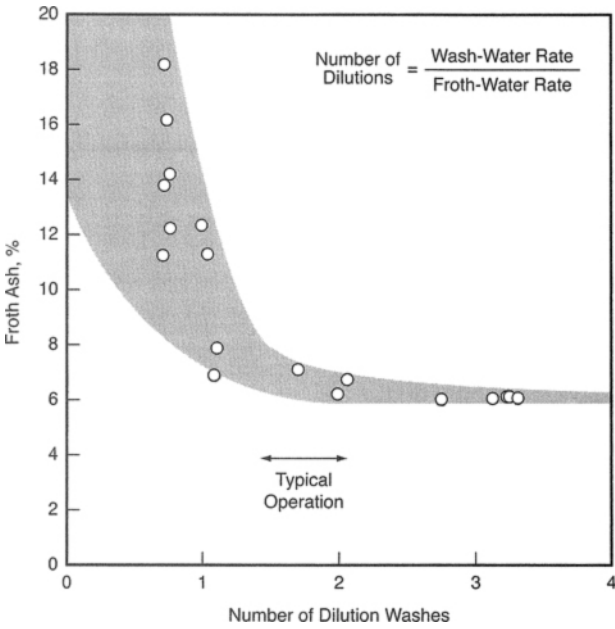 20
18
16
14
12
10
8
6
4
2
0
Froth Ash, %
Number of Dilutions = Wash-Water Rate / Froth-Water Rate
Typical
Operation
0 1 2 3 4
Number of Dilution Washes